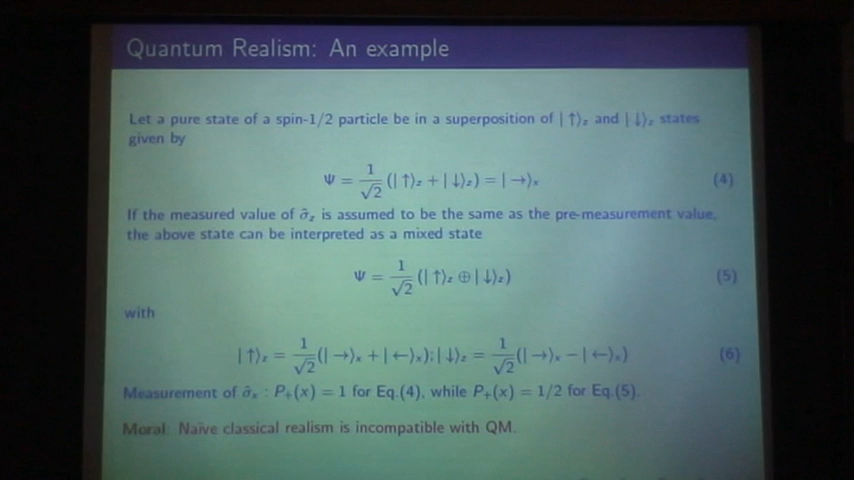 Quantum Realism: An example
Let a pure state of a spin-1/2 particle be in a superposition of |↑⟩z and |↓⟩z states
given by
Ψ = 1/√2 (|↑⟩z + |↓⟩z) = |→⟩x (4)
If the measured value of σ̂z is assumed to be the same as the pre-measurement value,
the above state can be interpreted as a mixed state
Ψ = 1/√2 (|↑⟩z ⊕ |↓⟩z) (5)
with
|↑⟩z = 1/√2 (|→⟩x + |←⟩x); |↓⟩z = 1/√2 (|→⟩x − |←⟩x) (6)
Measurement of σ̂x : P+(x) = 1 for Eq.(4), while P+(x) = 1/2 for Eq.(5).
Moral: Naïve classical realism is incompatible with QM.